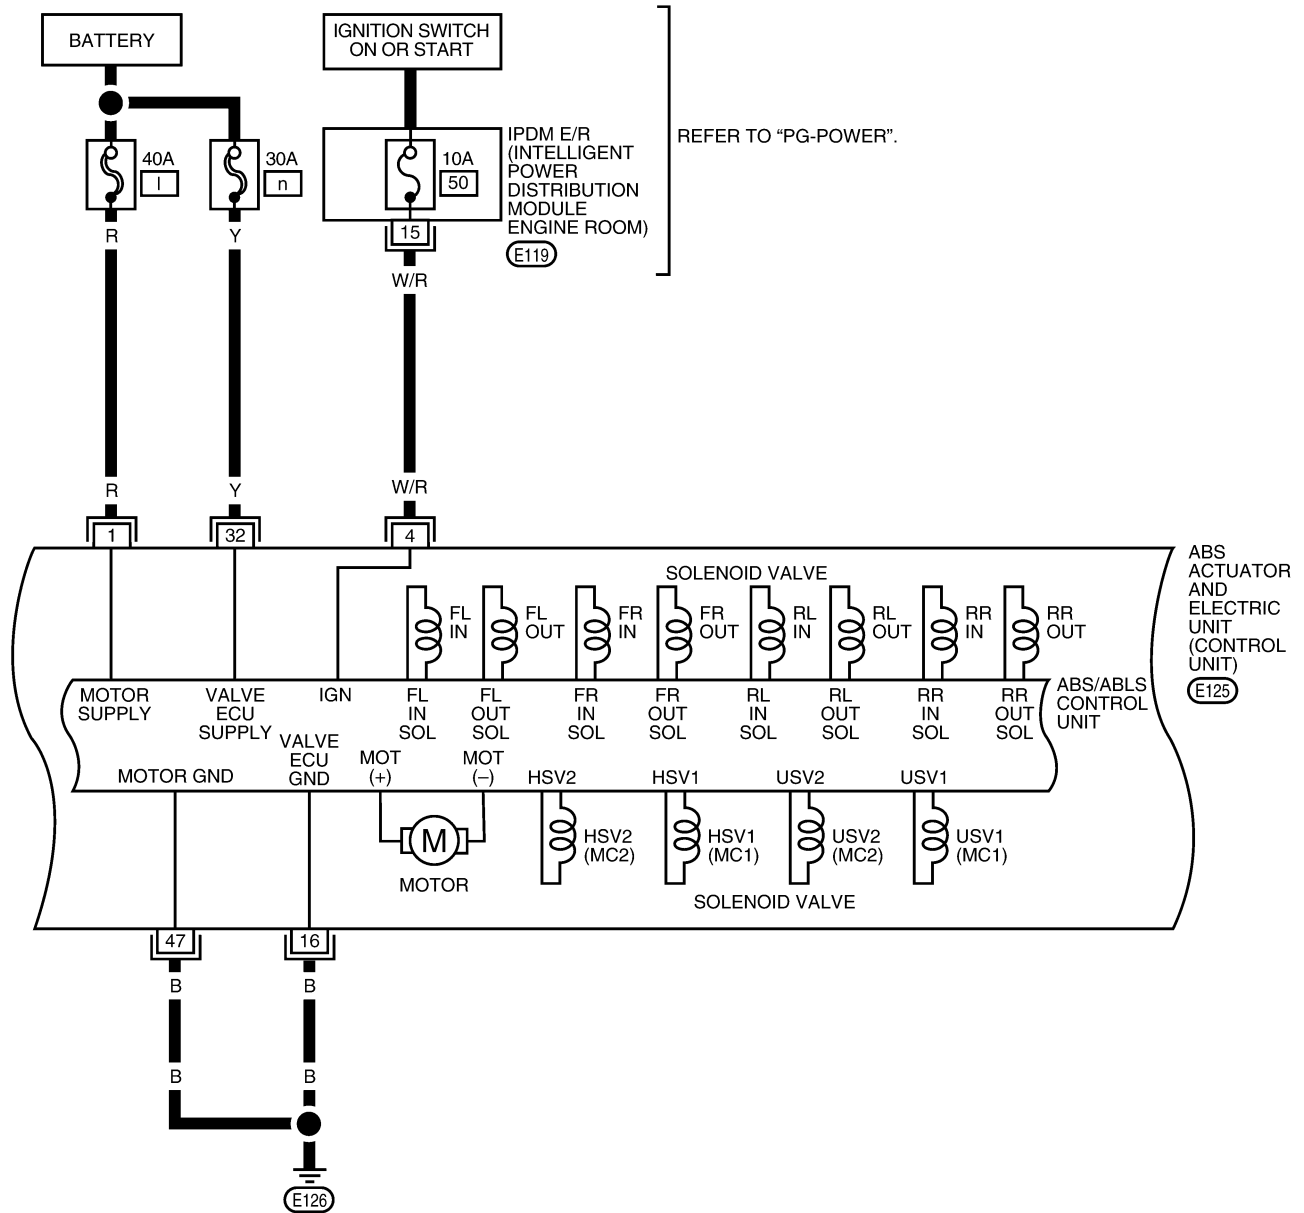 BATTERY
IGNITION SWITCH
ON OR START
REFER TO “PG-POWER”.
IPDM E/R
(INTELLIGENT
POWER
DISTRIBUTION
MODULE
ENGINE ROOM)
E119
40A
I
30A
n
10A
50
15
R
Y
W/R
R
Y
W/R
1
32
4
ABS
ACTUATOR
AND
ELECTRIC
UNIT
(CONTROL
UNIT)
E125
SOLENOID VALVE
FL
IN
FL
OUT
FR
IN
FR
OUT
RL
IN
RL
OUT
RR
IN
RR
OUT
ABS/ABLS
CONTROL
UNIT
MOTOR
SUPPLY
VALVE
ECU
SUPPLY
IGN
FL
IN
SOL
FL
OUT
SOL
FR
IN
SOL
FR
OUT
SOL
RL
IN
SOL
RL
OUT
SOL
RR
IN
SOL
RR
OUT
SOL
MOTOR GND
VALVE
ECU
GND
MOT
(+)
MOT
(–)
HSV2
HSV1
USV2
USV1
M
MOTOR
HSV2
(MC2)
HSV1
(MC1)
USV2
(MC2)
USV1
(MC1)
SOLENOID VALVE
47
16
B
B
B
B
E126